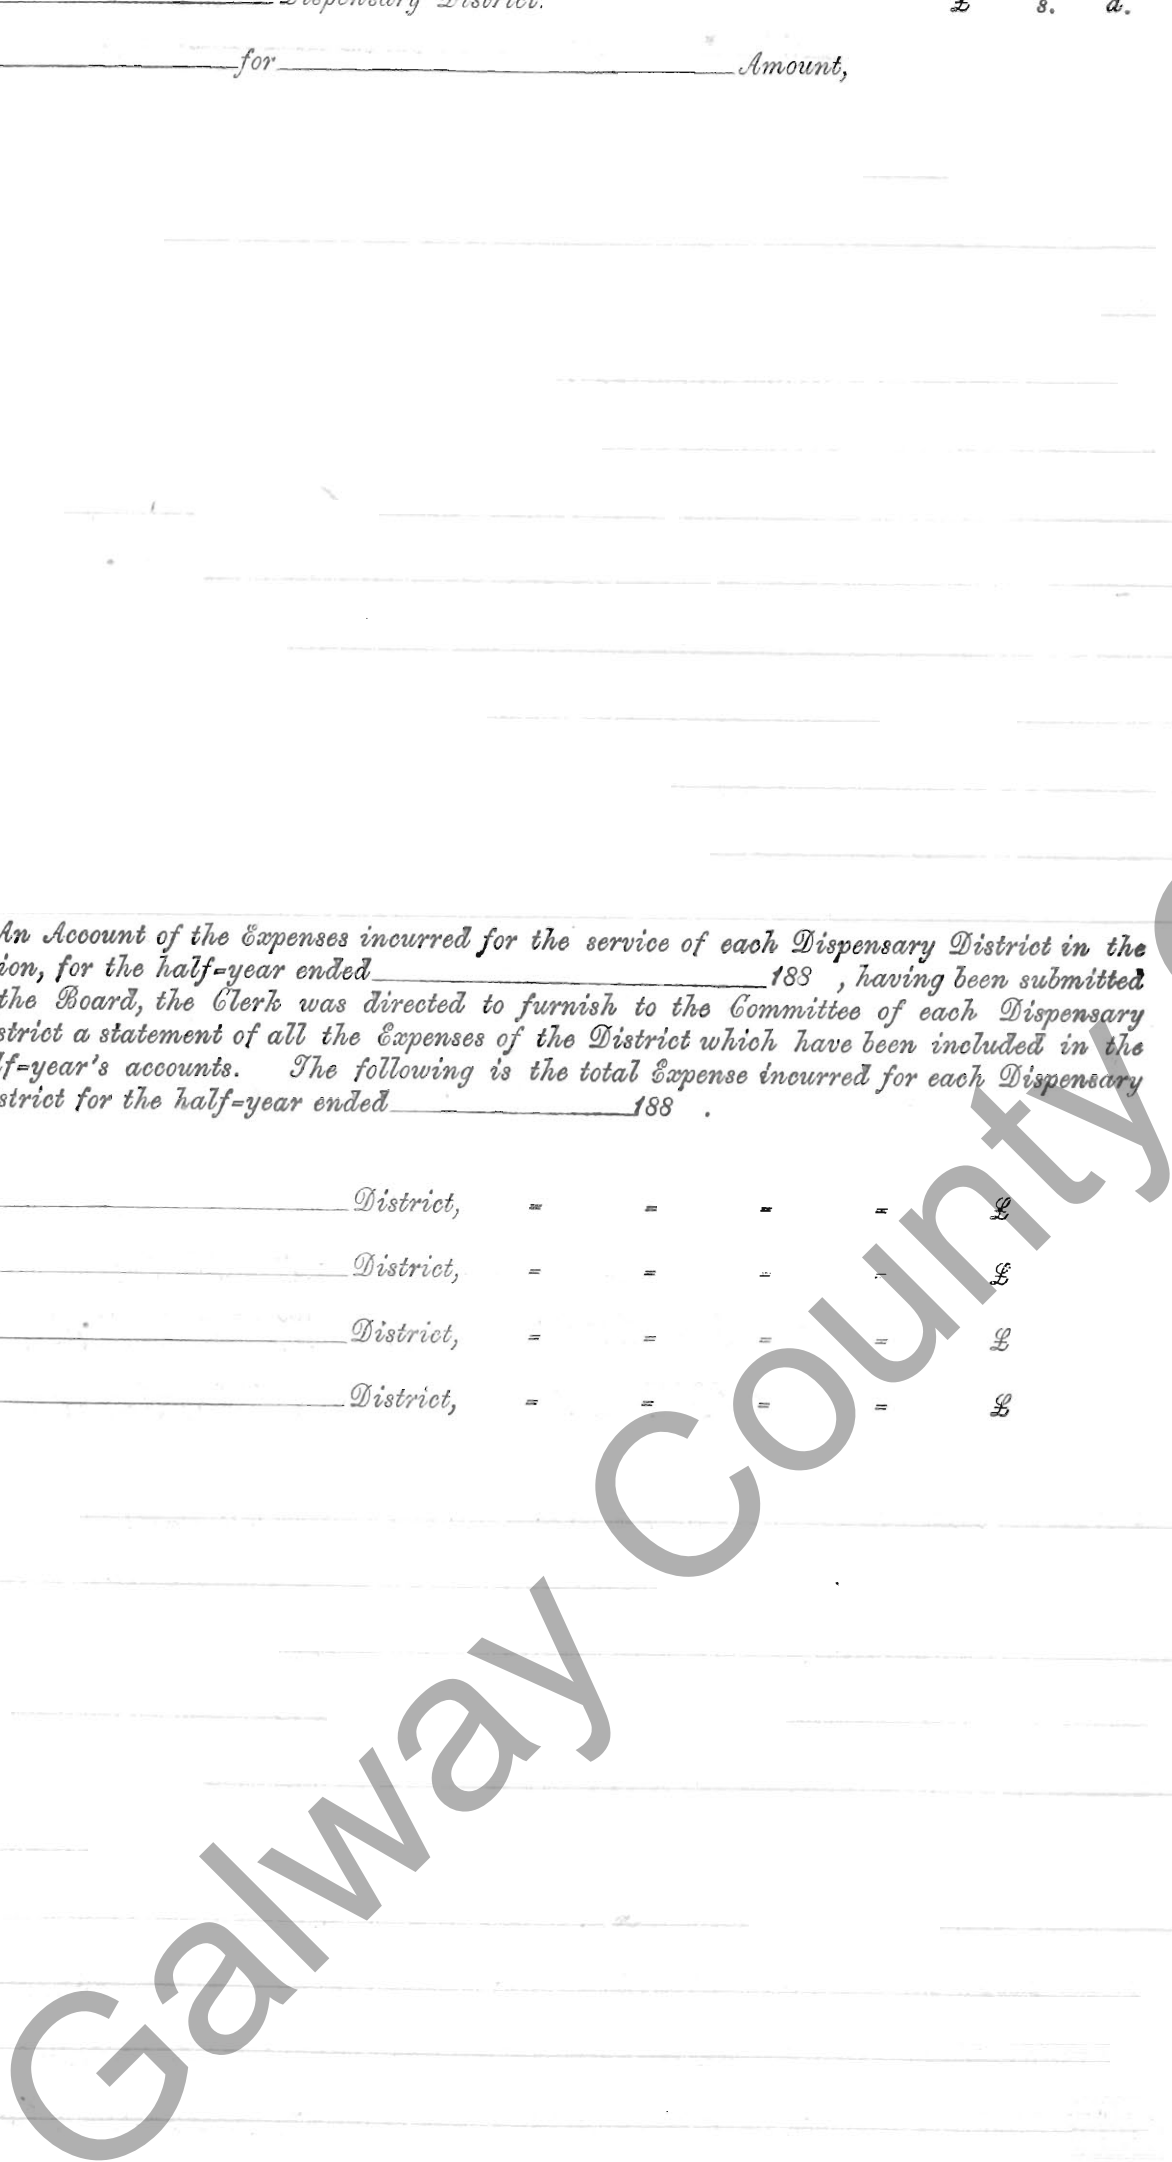 Dispensary District. £ s. d.
for Amount,
An Account of the Expenses incurred for the service of each Dispensary District in the
ion, for the half=year ended 188 , having been submitted
the Board, the Clerk was directed to furnish to the Committee of each Dispensary
strict a statement of all the Expenses of the District which have been included in the
lf=year's accounts. The following is the total Expense incurred for each Dispensary
strict for the half=year ended 188 .
District, = = = = £
District, = = = = £
District, = = = = £
District, = = = = £
Galway County